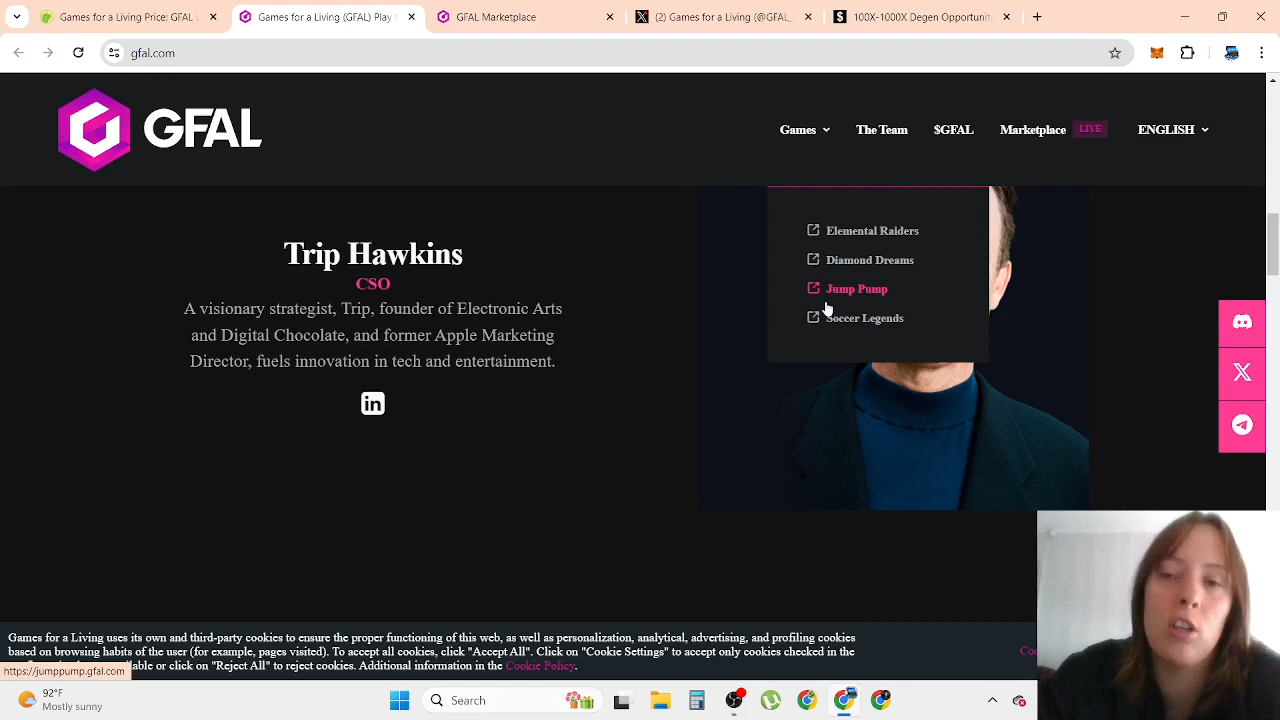 Games for a Living Price: GFAL
Games for a Living (GFAL) Play
GFAL Marketplace
(2) Games for a Living (@GFAL_
100X-1000X Degen Opportunit
gfal.com
GFAL
Games
The Team
$GFAL
Marketplace
LIVE
ENGLISH
Elemental Raiders
Diamond Dreams
Jump Pump
Soccer Legends
Trip Hawkins
CSO
A visionary strategist, Trip, founder of Electronic Arts
and Digital Chocolate, and former Apple Marketing
Director, fuels innovation in tech and entertainment.
in
Games for a Living uses its own and third-party cookies to ensure the proper functioning of this web, as well as personalization, analytical, advertising, and profiling cookies
based on browsing habits of the user (for example, pages visited). To accept all cookies, click "Accept All". Click on "Cookie Settings" to accept only cookies checked in the
able or click on "Reject All" to reject cookies. Additional information in the Cookie Policy.
Coo
https://jumppump.gfal.com
92°F
Mostly sunny
Search